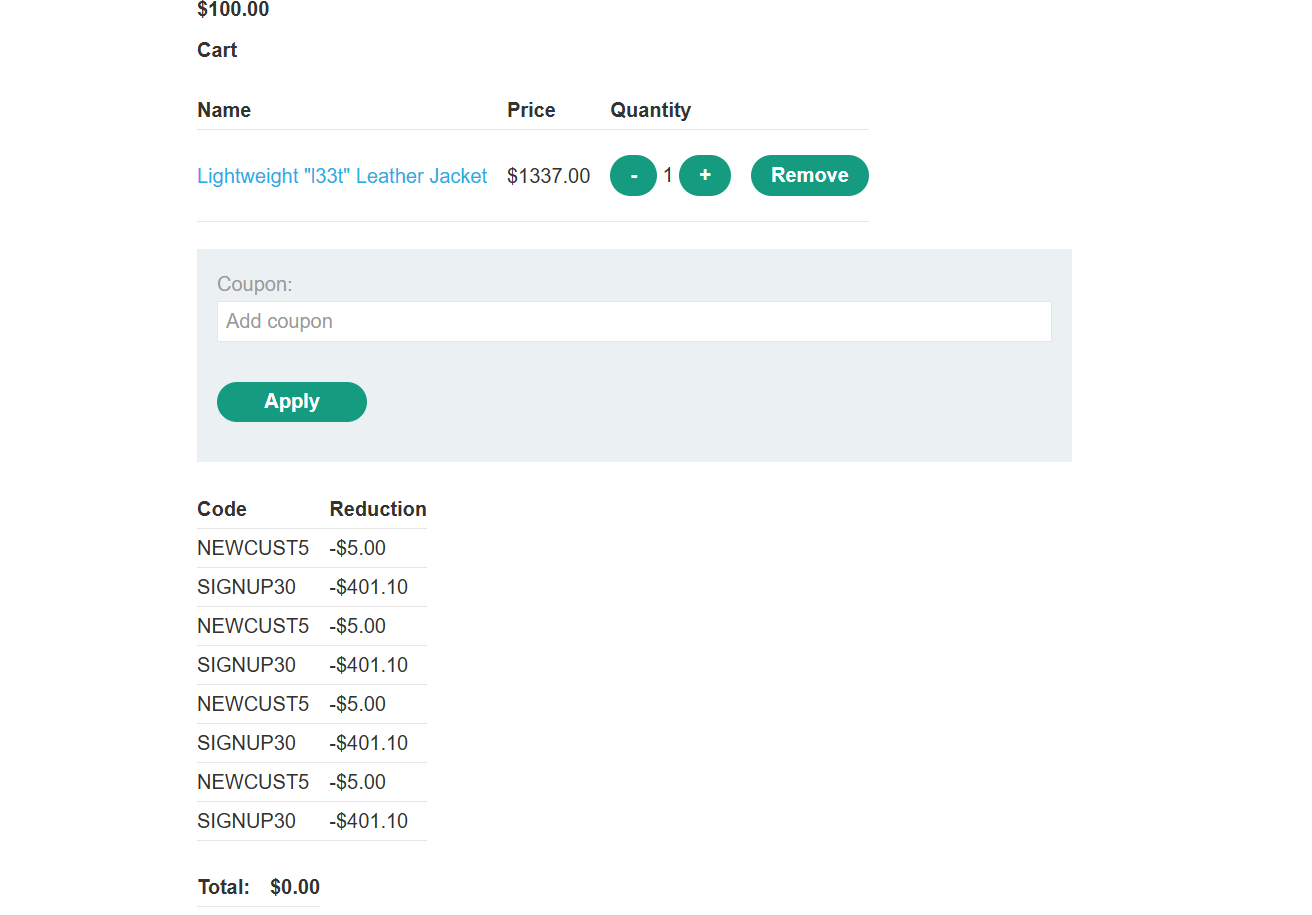 $100.00
Cart
Name Price Quantity
Lightweight "l33t" Leather Jacket $1337.00 - 1 + Remove
Coupon:
Add coupon
Apply
Code Reduction
NEWCUST5 -$5.00
SIGNUP30 -$401.10
NEWCUST5 -$5.00
SIGNUP30 -$401.10
NEWCUST5 -$5.00
SIGNUP30 -$401.10
NEWCUST5 -$5.00
SIGNUP30 -$401.10
Total: $0.00